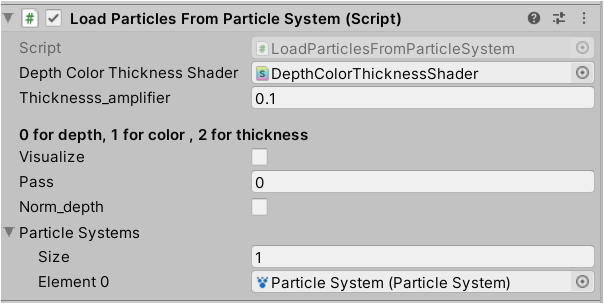 Load Particles From Particle System (Script)
Script # LoadParticlesFromParticleSystem
Depth Color Thickness Shader S DepthColorThicknessShader
Thicknesss_amplifier 0.1
0 for depth, 1 for color , 2 for thickness
Visualize
Pass 0
Norm_depth
Particle Systems
Size 1
Element 0 Particle System (Particle System)